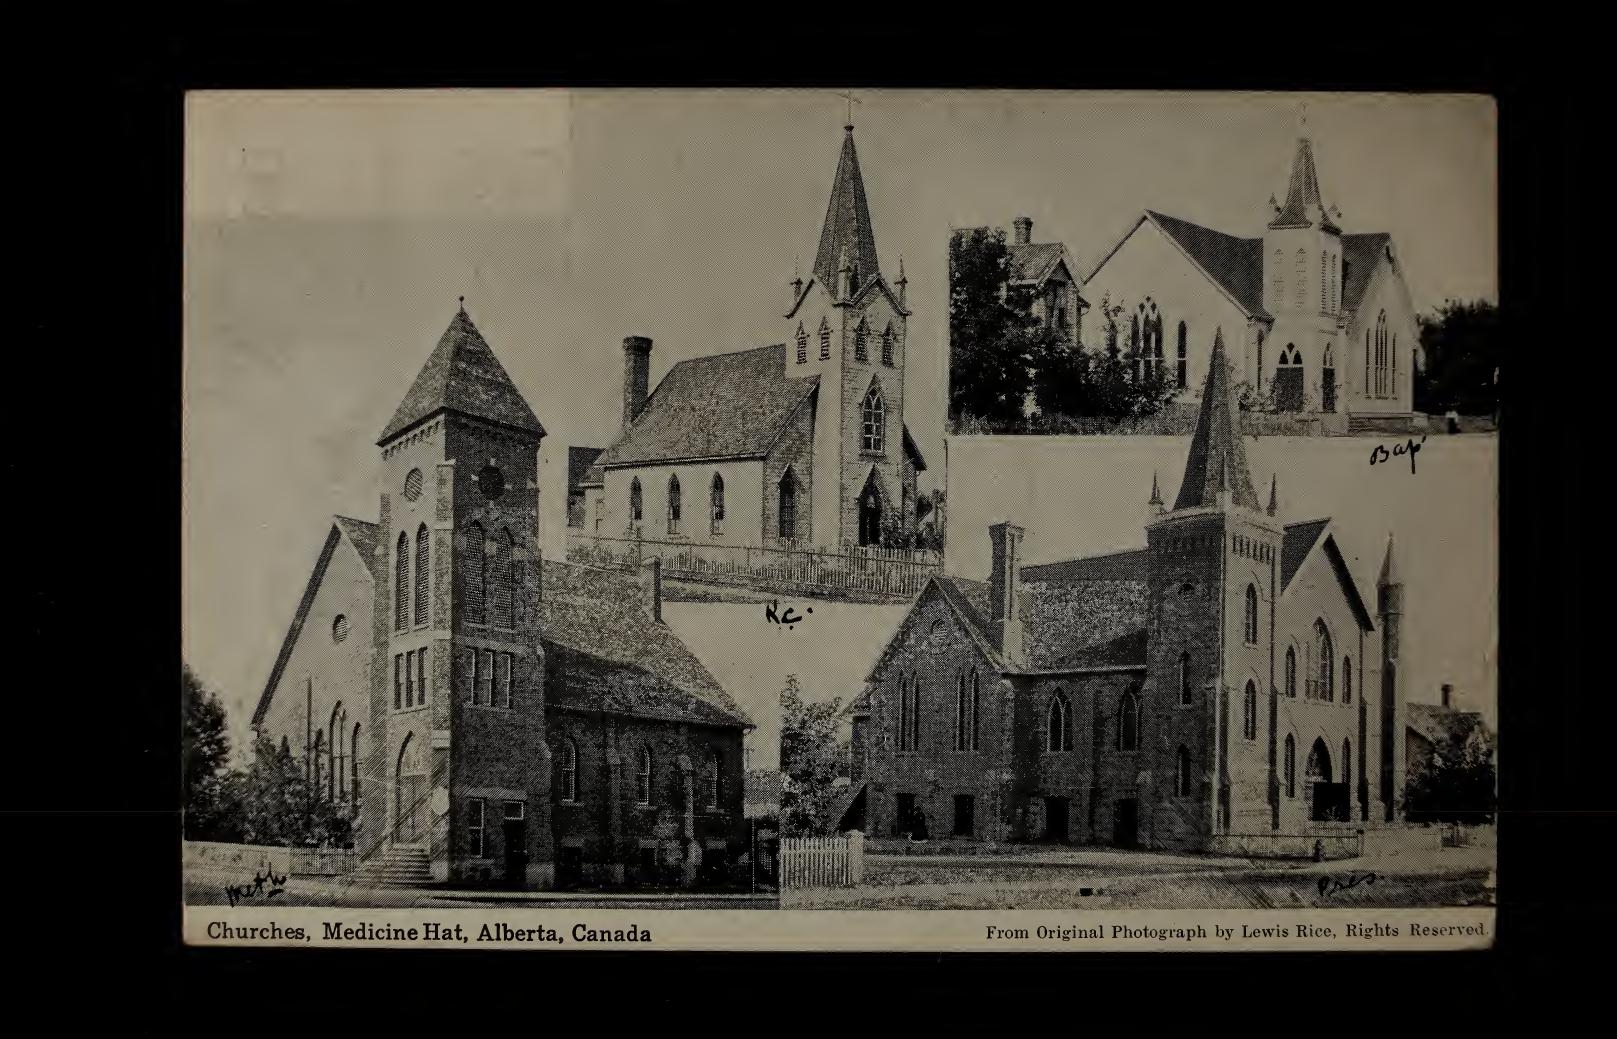 Bap
R.C.
Meth
Pres.
Churches, Medicine Hat, Alberta, Canada
From Original Photograph by Lewis Rice, Rights Reserved.